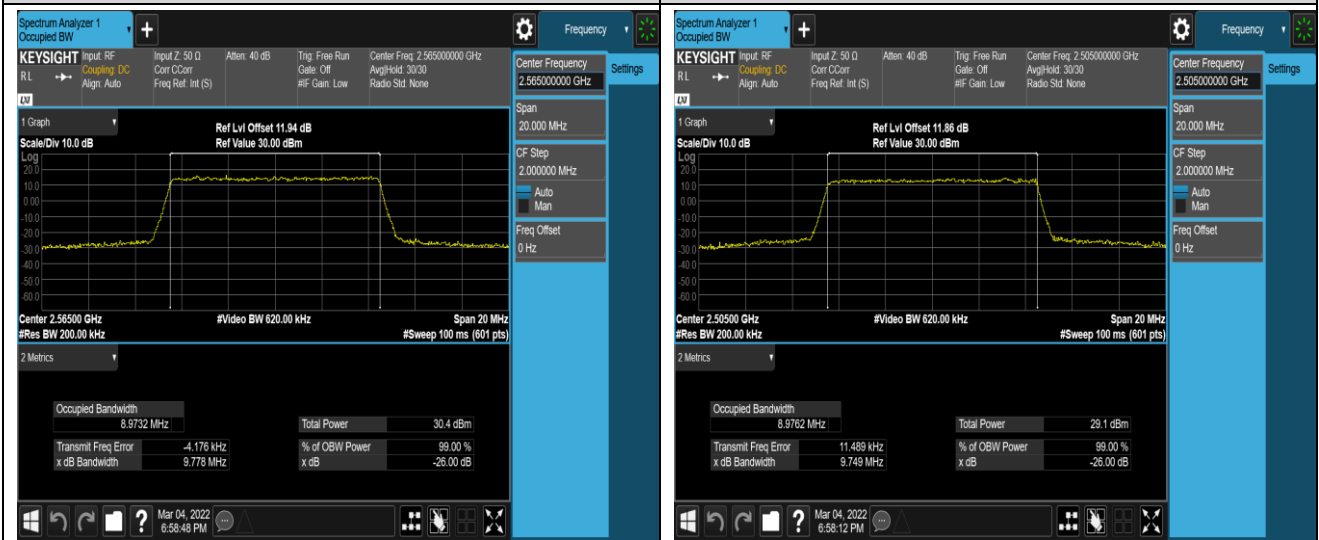 Spectrum Analyzer 1
Occupied BW
Frequency
KEYSIGHT Input: RF Input Z: 50 Ω Atten: 40 dB Trig: Free Run Center Freq: 2.565000000 GHz
Coupling: DC Corr CCorr Gate: Off Avg|Hold: 30/30
RL Align: Auto Freq Ref: Int (S) #IF Gain: Low Radio Std: None
LXI
Center Frequency
2.565000000 GHz
Settings
Span
20.000 MHz
CF Step
2.000000 MHz
Auto
Man
Freq Offset
0 Hz
1 Graph
Ref Lvl Offset 11.94 dB
Scale/Div 10.0 dB Ref Value 30.00 dBm
Log
20.0
10.0
0.00
-10.0
-20.0
-30.0
-40.0
-50.0
-60.0
Center 2.56500 GHz #Video BW 620.00 kHz Span 20 MHz
#Res BW 200.00 kHz #Sweep 100 ms (601 pts)
2 Metrics
Occupied Bandwidth
8.9732 MHz Total Power 30.4 dBm
Transmit Freq Error -4.176 kHz % of OBW Power 99.00 %
x dB Bandwidth 9.778 MHz x dB -26.00 dB
? Mar 04, 2022
6:58:48 PM
Spectrum Analyzer 1
Occupied BW
Frequency
KEYSIGHT Input: RF Input Z: 50 Ω Atten: 40 dB Trig: Free Run Center Freq: 2.505000000 GHz
Coupling: DC Corr CCorr Gate: Off Avg|Hold: 30/30
RL Align: Auto Freq Ref: Int (S) #IF Gain: Low Radio Std: None
LXI
Center Frequency
2.505000000 GHz
Settings
Span
20.000 MHz
CF Step
2.000000 MHz
Auto
Man
Freq Offset
0 Hz
1 Graph
Ref Lvl Offset 11.86 dB
Scale/Div 10.0 dB Ref Value 30.00 dBm
Log
20.0
10.0
0.00
-10.0
-20.0
-30.0
-40.0
-50.0
-60.0
Center 2.50500 GHz #Video BW 620.00 kHz Span 20 MHz
#Res BW 200.00 kHz #Sweep 100 ms (601 pts)
2 Metrics
Occupied Bandwidth
8.9762 MHz Total Power 29.1 dBm
Transmit Freq Error 11.489 kHz % of OBW Power 99.00 %
x dB Bandwidth 9.749 MHz x dB -26.00 dB
? Mar 04, 2022
6:58:12 PM